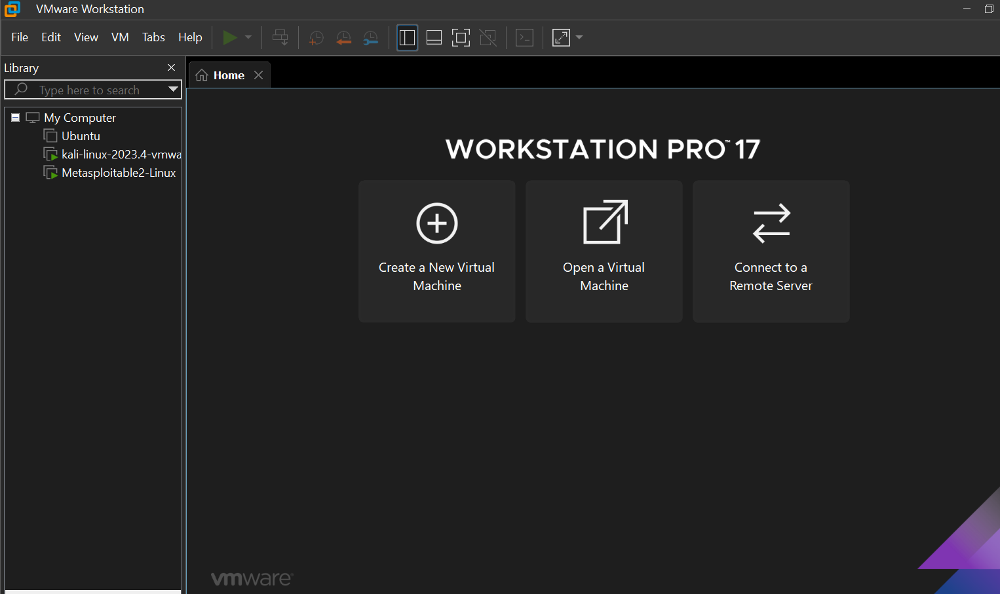 VMware Workstation
File Edit View VM Tabs Help
Library
Home
Type here to search
My Computer
Ubuntu
kali-linux-2023.4-vmwa
Metasploitable2-Linux
WORKSTATION PRO™ 17
Create a New Virtual
Machine
Open a Virtual
Machine
Connect to a
Remote Server
vmware®